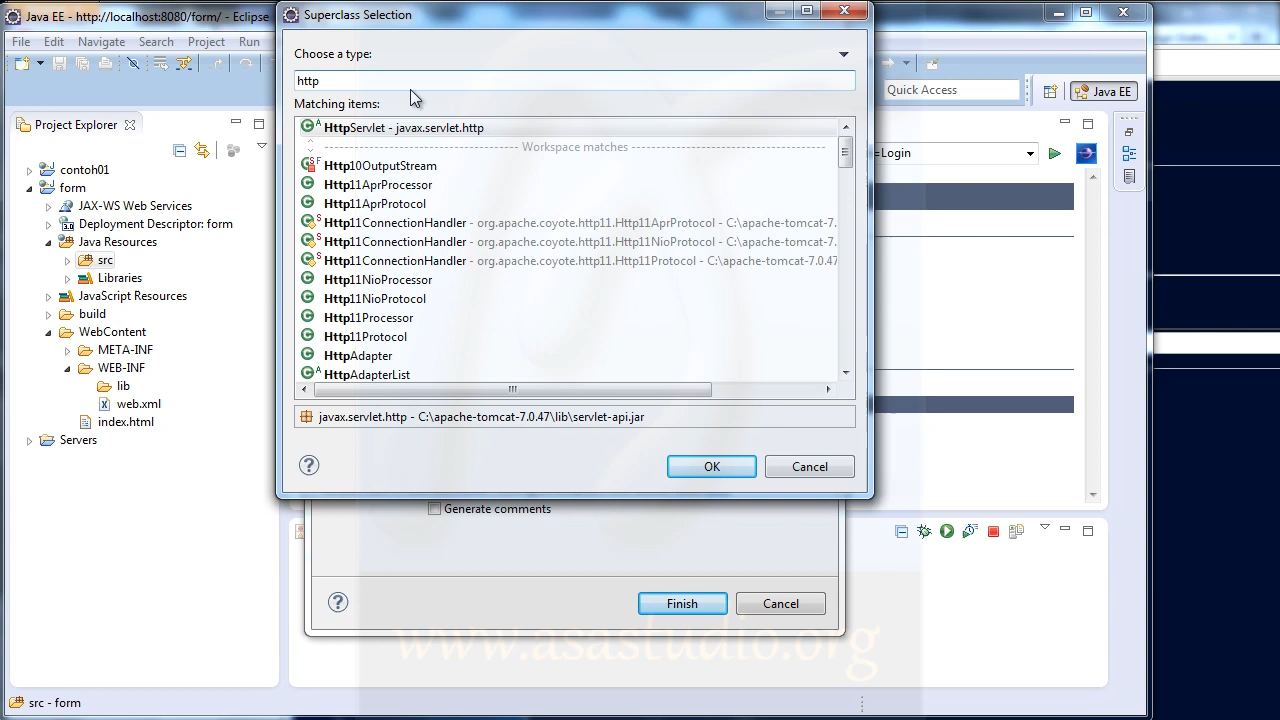 Java EE - http://localhost:8080/form/ - Eclipse
Superclass Selection
File Edit Navigate Search Project Run
Choose a type:
http
Matching items:
Quick Access
Java EE
Project Explorer
HttpServlet - javax.servlet.http
Workspace matches
=Login
Http10OutputStream
Http11AprProcessor
Http11AprProtocol
Http11ConnectionHandler - org.apache.coyote.http11.Http11AprProtocol - C:\apache-tomcat-7.
Http11ConnectionHandler - org.apache.coyote.http11.Http11NioProtocol - C:\apache-tomcat-7.
Http11ConnectionHandler - org.apache.coyote.http11.Http11Protocol - C:\apache-tomcat-7.0.47
Http11NioProcessor
Http11NioProtocol
Http11Processor
Http11Protocol
HttpAdapter
HttpAdapterList
javax.servlet.http - C:\apache-tomcat-7.0.47\lib\servlet-api.jar
OK
Cancel
contoh01
form
JAX-WS Web Services
Deployment Descriptor: form
Java Resources
src
Libraries
JavaScript Resources
build
WebContent
META-INF
WEB-INF
lib
web.xml
index.html
Servers
Generate comments
Finish
Cancel
www.asastudio.org
src - form